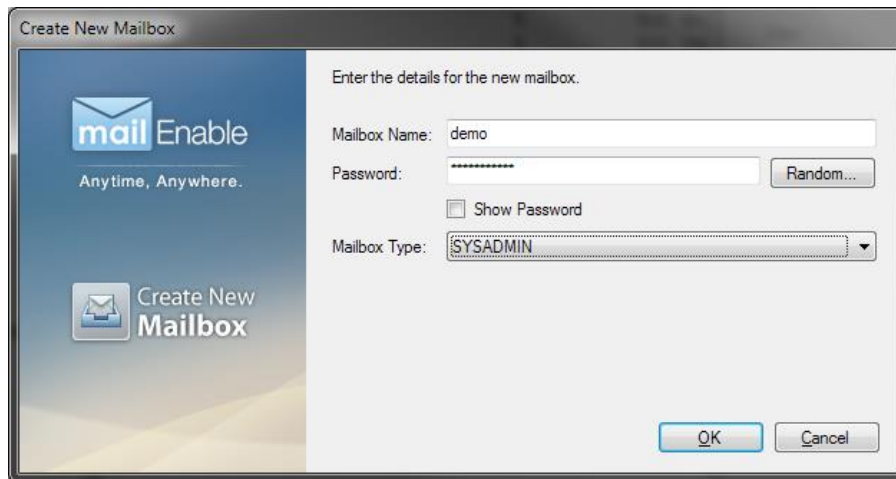 Create New Mailbox
mail Enable
Anytime, Anywhere.
Create New
Mailbox
Enter the details for the new mailbox.
Mailbox Name: demo
Password: *********** Random...
Show Password
Mailbox Type: SYSADMIN
OK Cancel